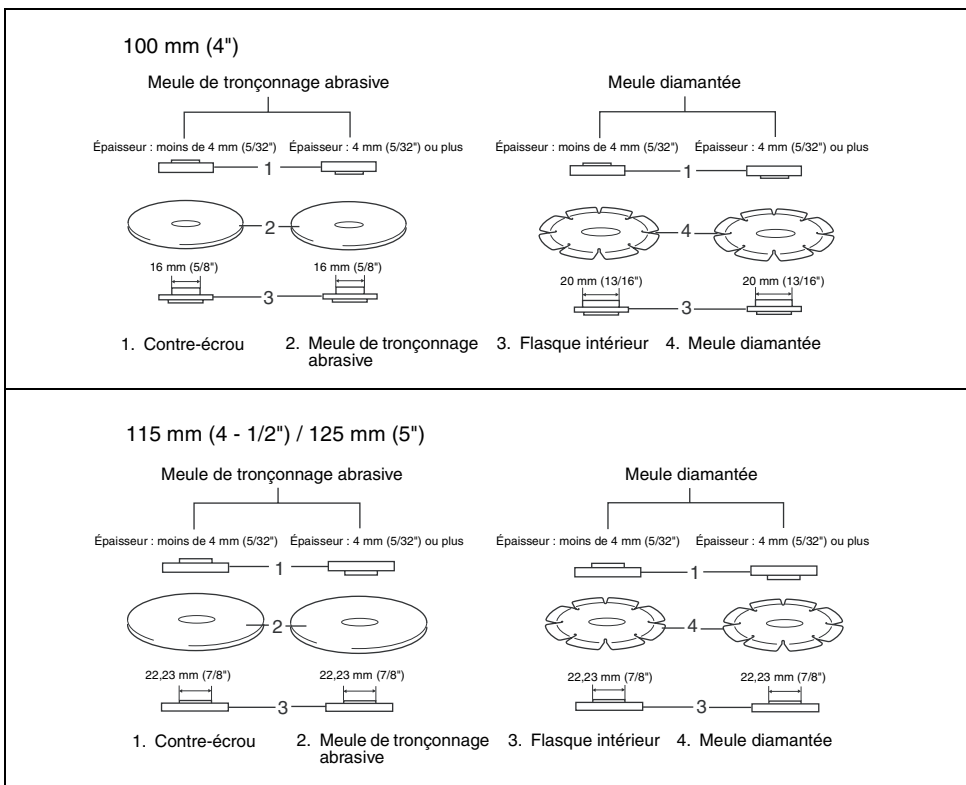 100 mm (4")
Meule de tronçonnage abrasive
Meule diamantée
Épaisseur : moins de 4 mm (5/32")
Épaisseur : 4 mm (5/32") ou plus
Épaisseur : moins de 4 mm (5/32")
Épaisseur : 4 mm (5/32") ou plus
1
1
2
4
16 mm (5/8")
16 mm (5/8")
20 mm (13/16")
20 mm (13/16")
3
3
1. Contre-écrou
2. Meule de tronçonnage
abrasive
3. Flasque intérieur
4. Meule diamantée
115 mm (4 - 1/2") / 125 mm (5")
Meule de tronçonnage abrasive
Meule diamantée
Épaisseur : moins de 4 mm (5/32")
Épaisseur : 4 mm (5/32") ou plus
Épaisseur : moins de 4 mm (5/32")
Épaisseur : 4 mm (5/32") ou plus
1
1
2
4
22,23 mm (7/8")
22,23 mm (7/8")
22,23 mm (7/8")
22,23 mm (7/8")
3
3
1. Contre-écrou
2. Meule de tronçonnage
abrasive
3. Flasque intérieur
4. Meule diamantée